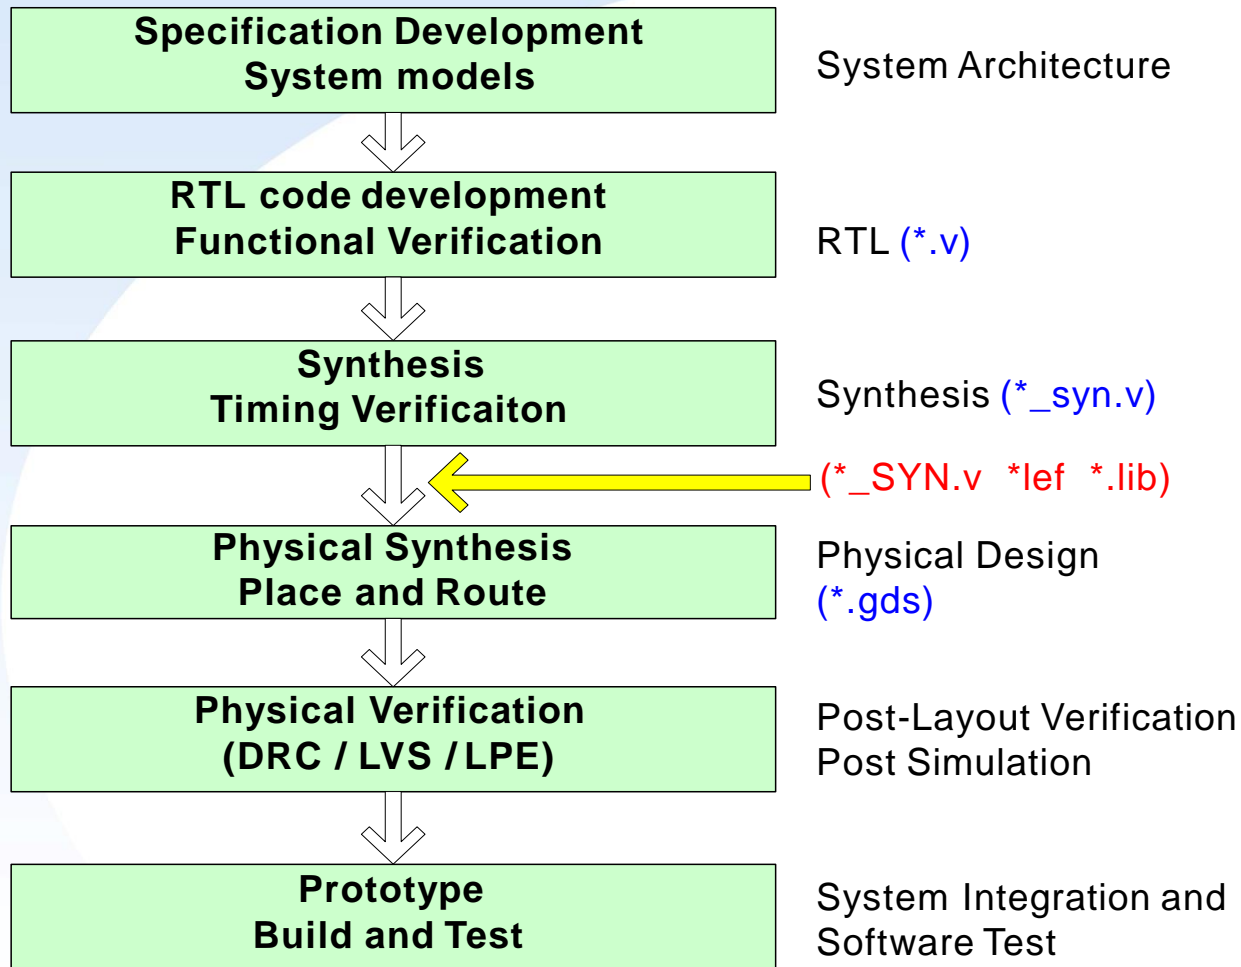 Specification Development
System models
System Architecture
RTL code development
Functional Verification
RTL (*.v)
Synthesis
Timing Verificaiton
Synthesis (*_syn.v)
(*_SYN.v *lef *.lib)
Physical Synthesis
Place and Route
Physical Design
(*.gds)
Physical Verification
(DRC / LVS / LPE)
Post-Layout Verification
Post Simulation
Prototype
Build and Test
System Integration and
Software Test